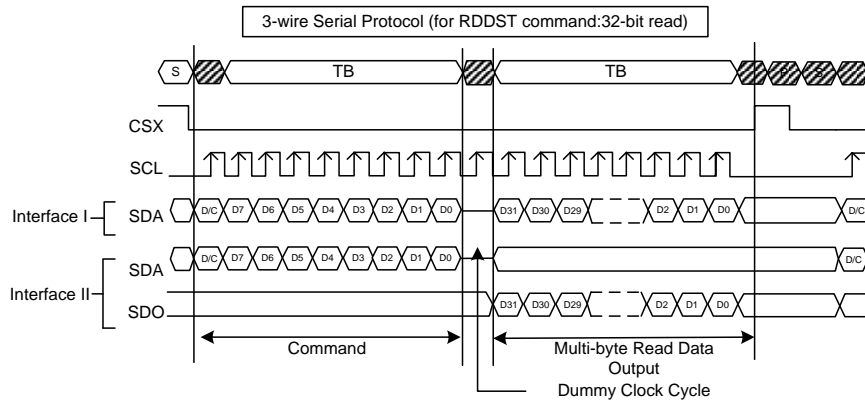 3-wire Serial Protocol (for RDDST command:32-bit read)
S TB TB P S
CSX
SCL
Interface I SDA D/C D7 D6 D5 D4 D3 D2 D1 D0 D31 D30 D29 D2 D1 D0 D/C
SDA D/C D7 D6 D5 D4 D3 D2 D1 D0 D/C
Interface II
SDO D31 D30 D29 D2 D1 D0
Command Multi-byte Read Data
Output
Dummy Clock Cycle